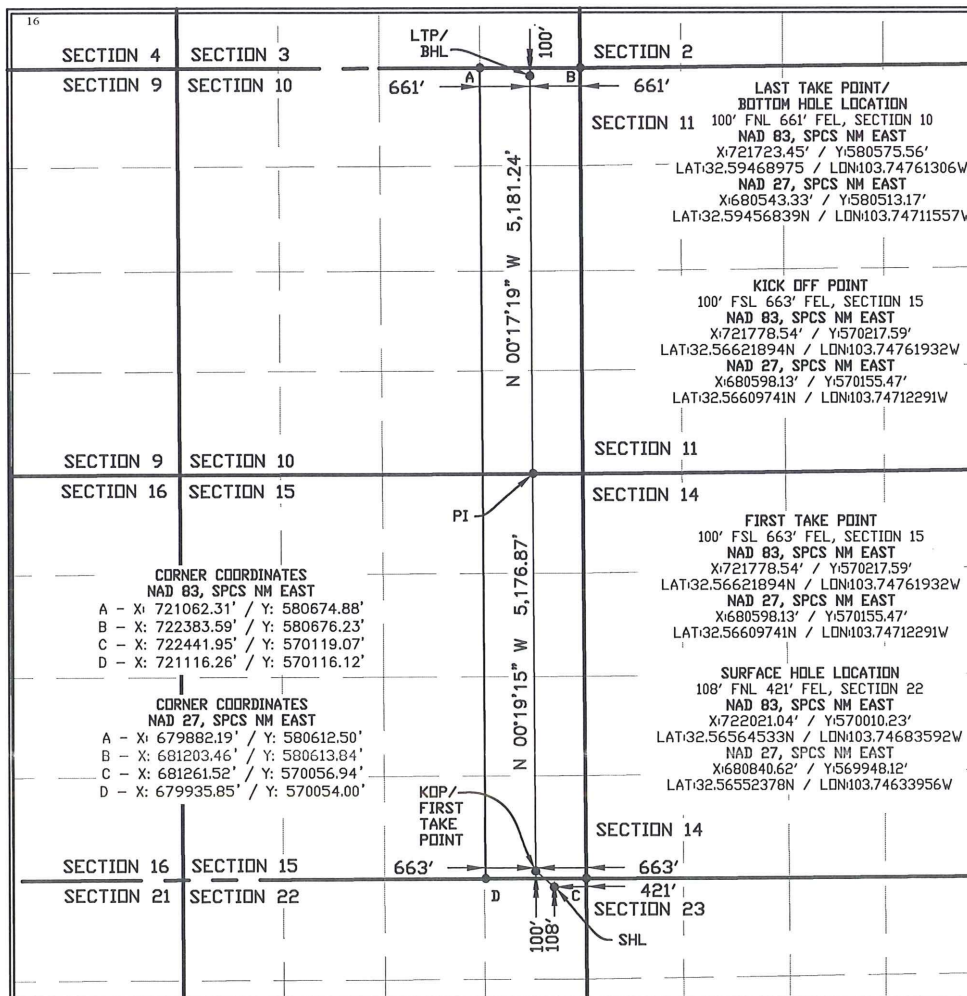 16
SECTION 4
SECTION 3
SECTION 9
SECTION 10
LTP/
BHL
100'
SECTION 2
A
B
661'
661'
SECTION 11
LAST TAKE POINT/
BOTTOM HOLE LOCATION
100' FNL 661' FEL, SECTION 10
NAD 83, SPCS NM EAST
X:721723.45' / Y:580575.56'
LAT:32.59468975 / LON:103.74761306W
NAD 27, SPCS NM EAST
X:680543.33' / Y:580513.17'
LAT:32.59456839N / LON:103.74711557W
N 00°17'19" W 5,181.24'
KICK OFF POINT
100' FSL 663' FEL, SECTION 15
NAD 83, SPCS NM EAST
X:721778.54' / Y:570217.59'
LAT:32.56621894N / LON:103.74761932W
NAD 27, SPCS NM EAST
X:680598.13' / Y:570155.47'
LAT:32.56609741N / LON:103.74712291W
SECTION 9
SECTION 10
SECTION 11
SECTION 16
SECTION 15
SECTION 14
PI
FIRST TAKE POINT
100' FSL 663' FEL, SECTION 15
NAD 83, SPCS NM EAST
X:721778.54' / Y:570217.59'
LAT:32.56621894N / LON:103.74761932W
NAD 27, SPCS NM EAST
X:680598.13' / Y:570155.47'
LAT:32.56609741N / LON:103.74712291W
CORNER COORDINATES
NAD 83, SPCS NM EAST
A - X: 721062.31' / Y: 580674.88'
B - X: 722383.59' / Y: 580676.23'
C - X: 722441.95' / Y: 570119.07'
D - X: 721116.26' / Y: 570116.12'
CORNER COORDINATES
NAD 27, SPCS NM EAST
A - X: 679882.19' / Y: 580612.50'
B - X: 681203.46' / Y: 580613.84'
C - X: 681261.52' / Y: 570056.94'
D - X: 679935.85' / Y: 570054.00'
N 00°19'15" W 5,176.87'
SURFACE HOLE LOCATION
108' FNL 421' FEL, SECTION 22
NAD 83, SPCS NM EAST
X:722021.04' / Y:570010.23'
LAT:32.56564533N / LON:103.74683592W
NAD 27, SPCS NM EAST
X:680840.62' / Y:569948.12'
LAT:32.56552378N / LON:103.74633956W
KOP/
FIRST
TAKE
POINT
SECTION 14
SECTION 16
SECTION 15
663'
663'
SECTION 21
SECTION 22
D
C
421'
SECTION 23
100'
108'
SHL